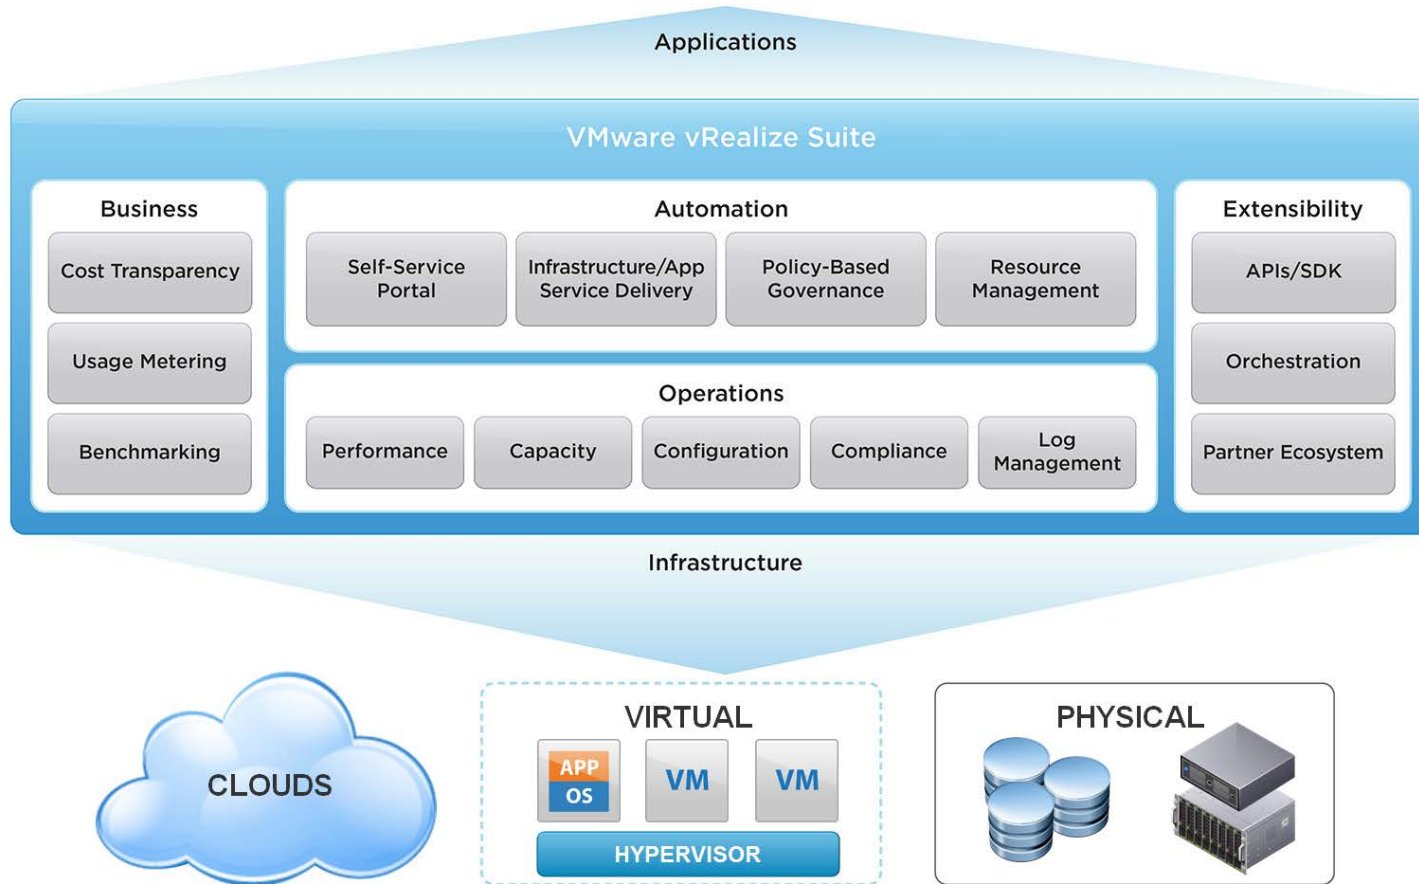 Applications
VMware vRealize Suite
Business
Cost Transparency
Usage Metering
Benchmarking
Automation
Self-Service
Portal
Infrastructure/App
Service Delivery
Policy-Based
Governance
Resource
Management
Operations
Performance
Capacity
Configuration
Compliance
Log
Management
Extensibility
APIs/SDK
Orchestration
Partner Ecosystem
Infrastructure
CLOUDS
VIRTUAL
APP
OS
VM
VM
HYPERVISOR
PHYSICAL